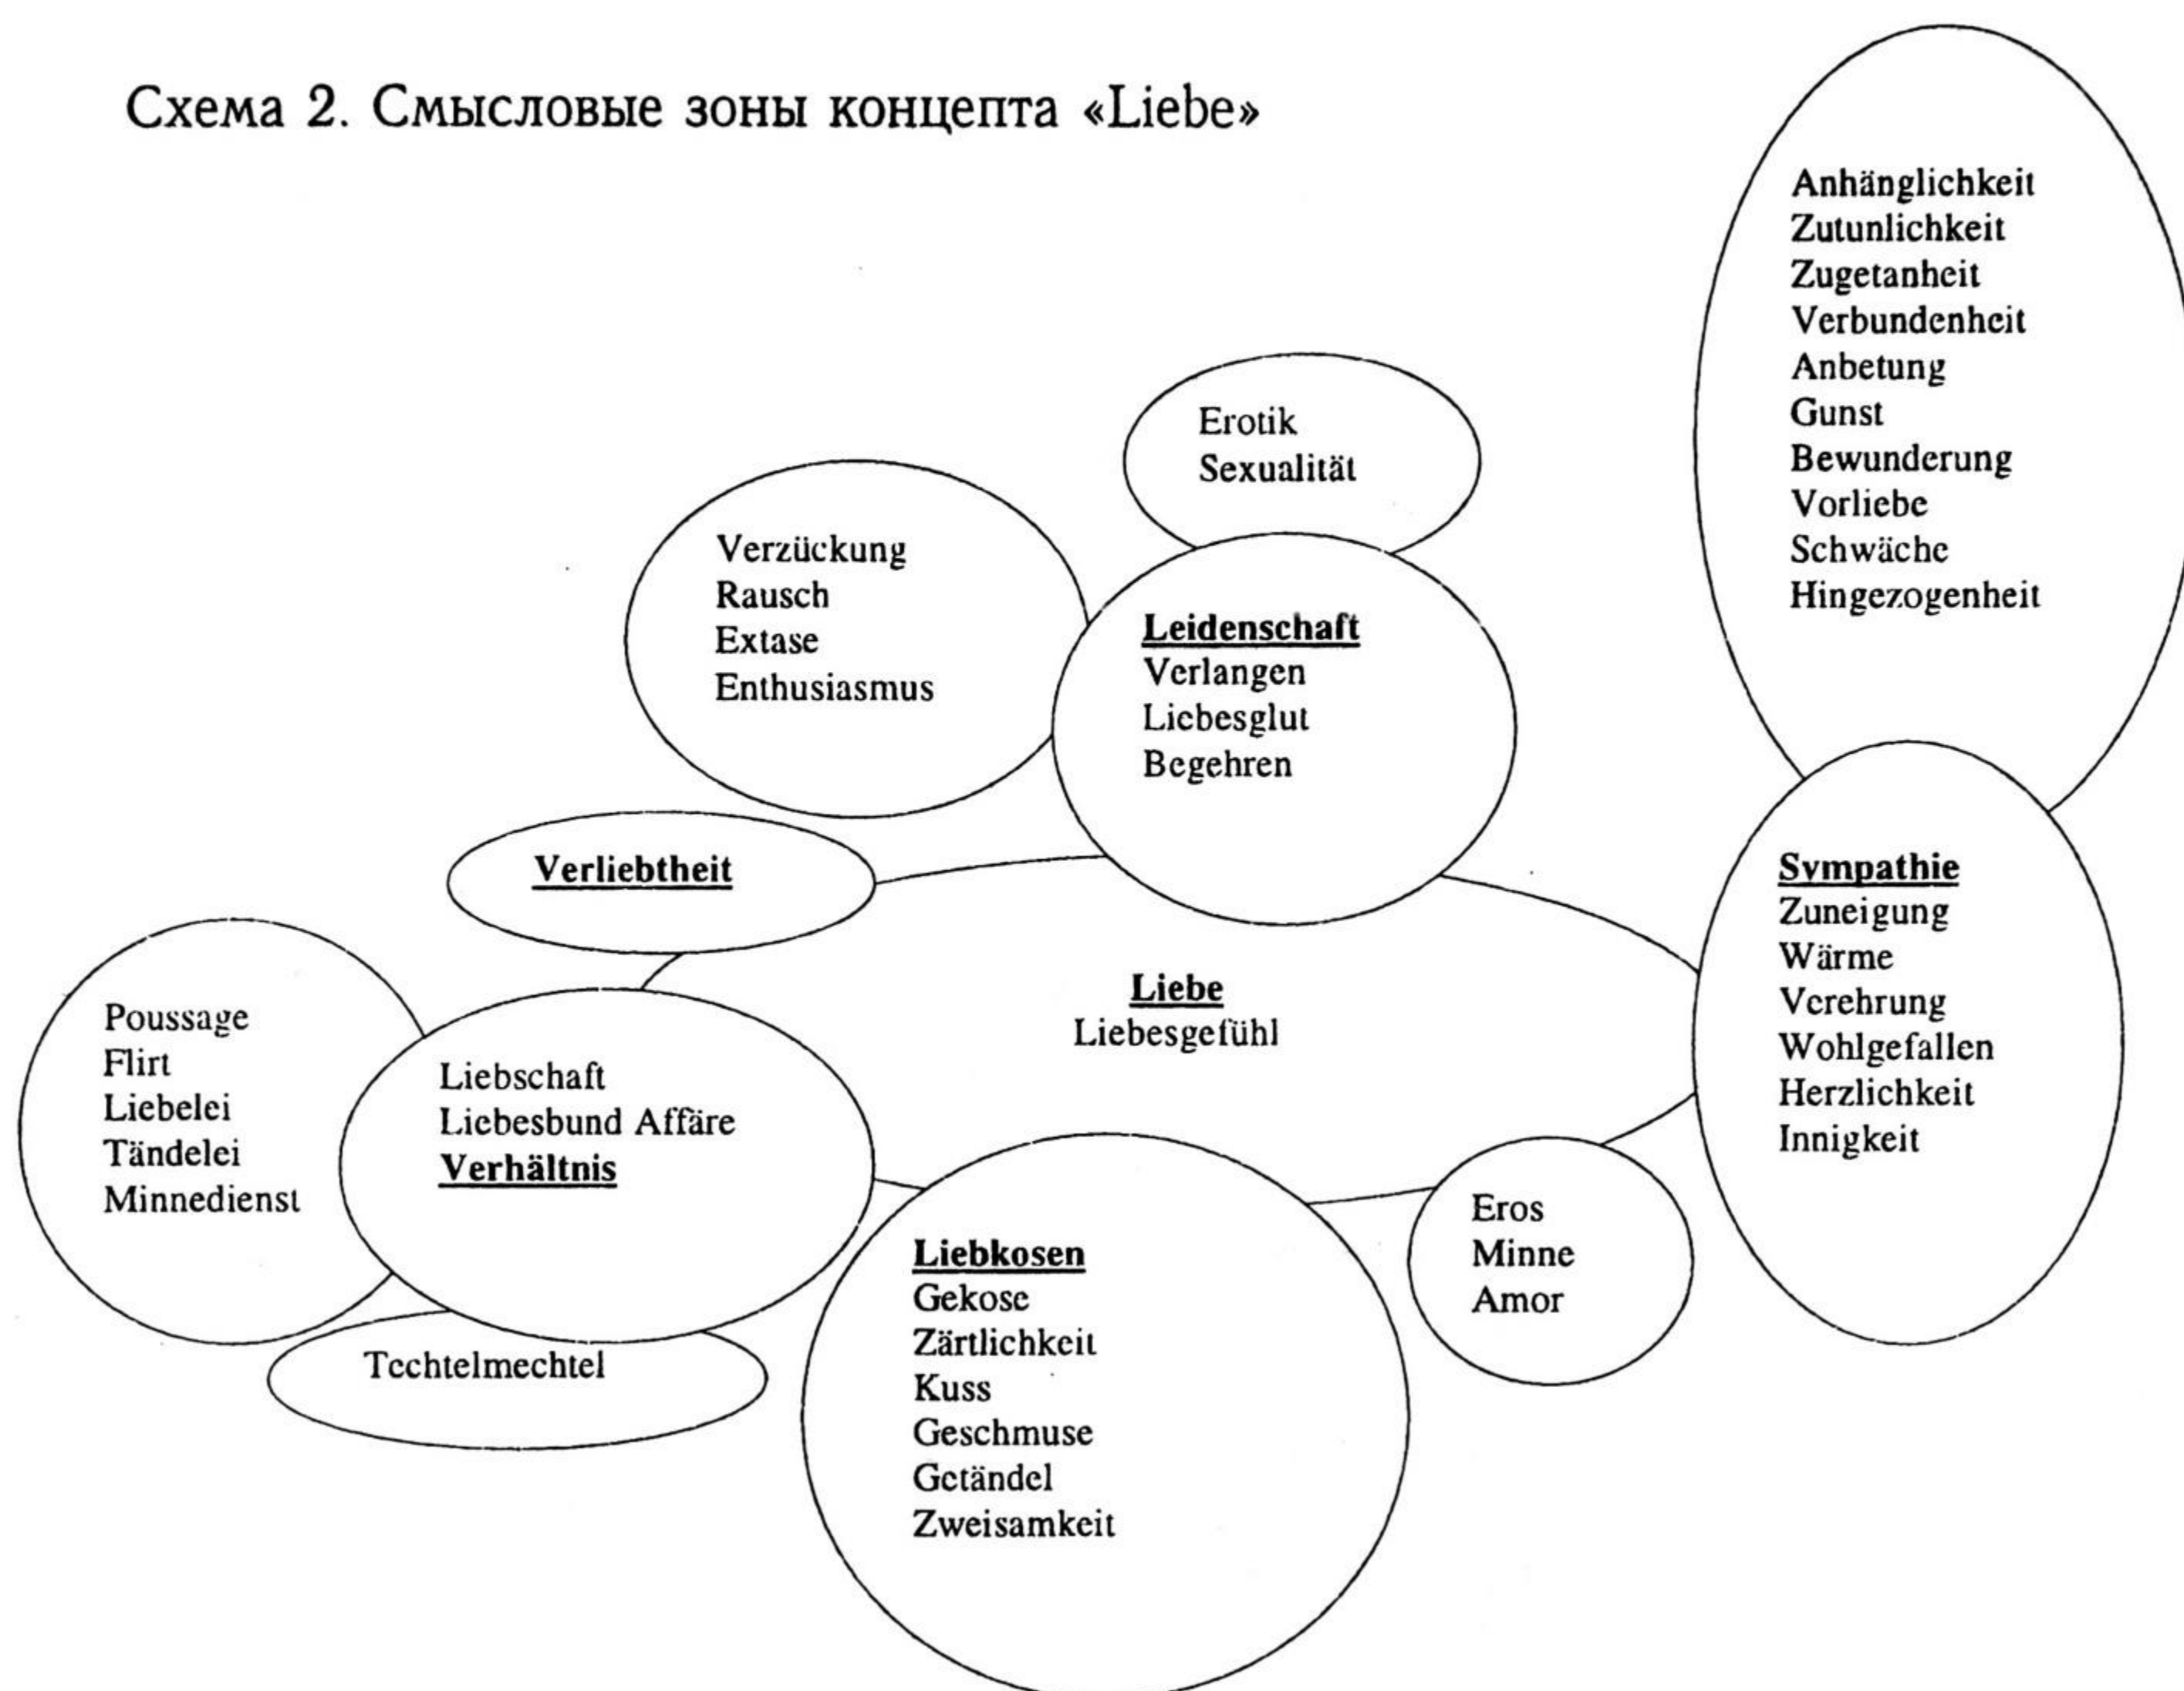 Схема 2. Смысловые зоны концепта «Liebe»
Anhänglichkeit
Zutunlichkeit
Zugetanheit
Verbundenheit
Anbetung
Gunst
Bewunderung
Vorliebe
Schwäche
Hingezogenheit
Erotik
Sexualität
Verzückung
Rausch
Extase
Enthusiasmus
Leidenschaft
Verlangen
Liebesglut
Begehren
Verliebtheit
Sympathie
Zuneigung
Wärme
Verehrung
Wohlgefallen
Herzlichkeit
Innigkeit
Liebe
Liebesgefühl
Poussage
Flirt
Liebelei
Tändelei
Minnedienst
Liebschaft
Liebesbund Affäre
Verhältnis
Techtelmechtel
Liebkosen
Gekose
Zärtlichkeit
Kuss
Geschmuse
Getändel
Zweisamkeit
Eros
Minne
Amor